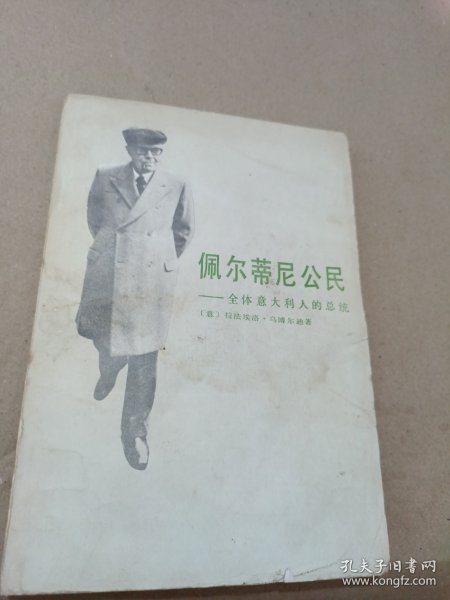 佩尔蒂尼公民
——全体意大利人的总统
〔意〕拉法埃洛·乌博尔迪著
孔夫子旧书网
www.kongfz.com